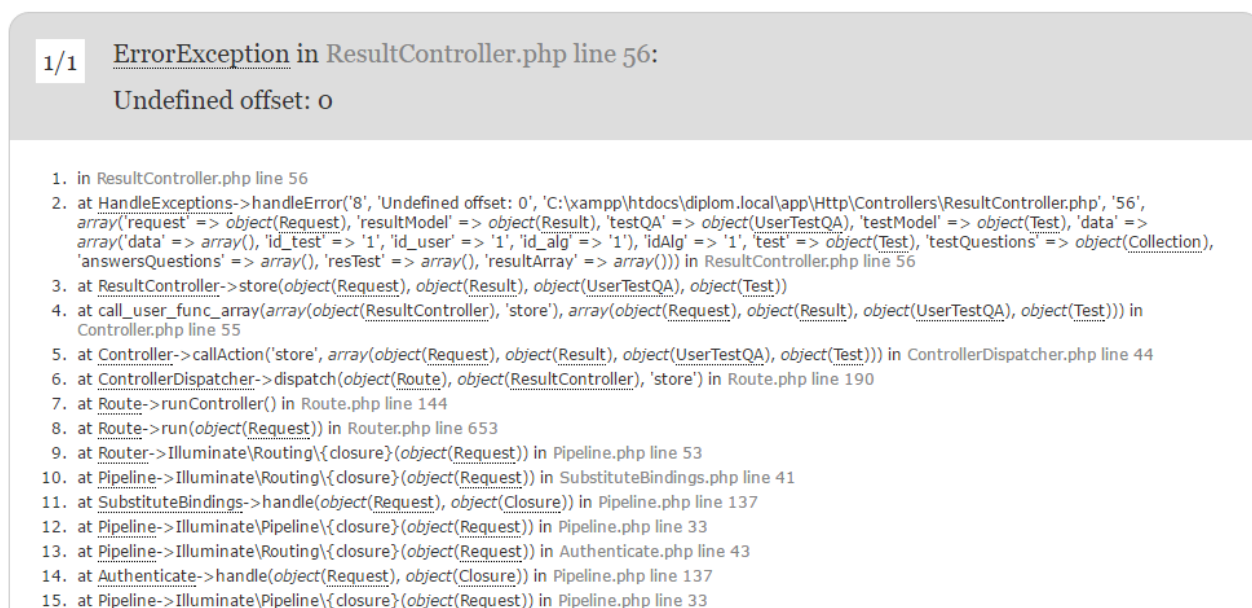 1/1
ErrorException in ResultController.php line 56:
Undefined offset: 0
1. in ResultController.php line 56
2. at HandleExceptions->handleError('8', 'Undefined offset: 0', 'C:\xampp\htdocs\diplom.local\app\Http\Controllers\ResultController.php', '56',
array('request' => object(Request), 'resultModel' => object(Result), 'testQA' => object(UserTestQA), 'testModel' => object(Test), 'data' =>
array('data' => array(), 'id_test' => '1', 'id_user' => '1', 'id_alg' => '1'), 'idAlg' => '1', 'test' => object(Test), 'testQuestions' => object(Collection),
'answersQuestions' => array(), 'resTest' => array(), 'resultArray' => array())) in ResultController.php line 56
3. at ResultController->store(object(Request), object(Result), object(UserTestQA), object(Test))
4. at call_user_func_array(array(object(ResultController), 'store'), array(object(Request), object(Result), object(UserTestQA), object(Test))) in
Controller.php line 55
5. at Controller->callAction('store', array(object(Request), object(Result), object(UserTestQA), object(Test))) in ControllerDispatcher.php line 44
6. at ControllerDispatcher->dispatch(object(Route), object(ResultController), 'store') in Route.php line 190
7. at Route->runController() in Route.php line 144
8. at Route->run(object(Request)) in Router.php line 653
9. at Router->Illuminate\Routing\{closure}(object(Request)) in Pipeline.php line 53
10. at Pipeline->Illuminate\Routing\{closure}(object(Request)) in SubstituteBindings.php line 41
11. at SubstituteBindings->handle(object(Request), object(Closure)) in Pipeline.php line 137
12. at Pipeline->Illuminate\Pipeline\{closure}(object(Request)) in Pipeline.php line 33
13. at Pipeline->Illuminate\Routing\{closure}(object(Request)) in Authenticate.php line 43
14. at Authenticate->handle(object(Request), object(Closure)) in Pipeline.php line 137
15. at Pipeline->Illuminate\Pipeline\{closure}(object(Request)) in Pipeline.php line 33